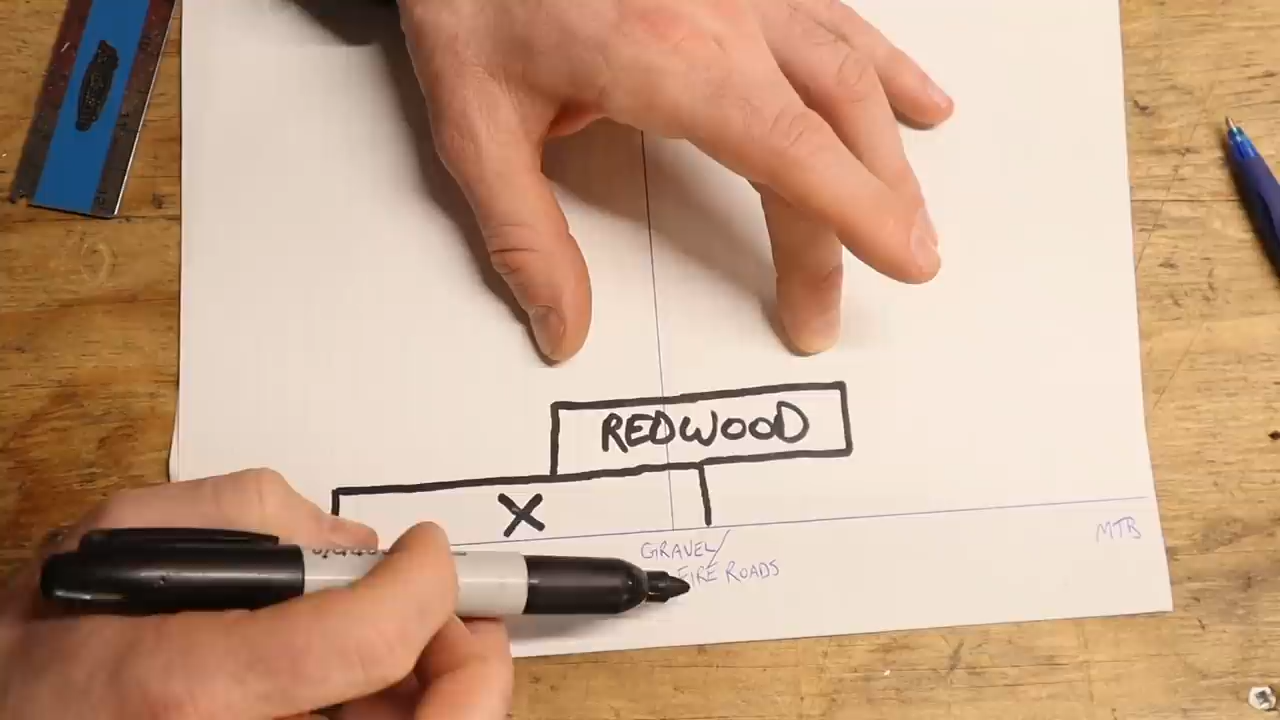 REDWOOD
X
GRAVEL/
FIRE ROADS
MTB